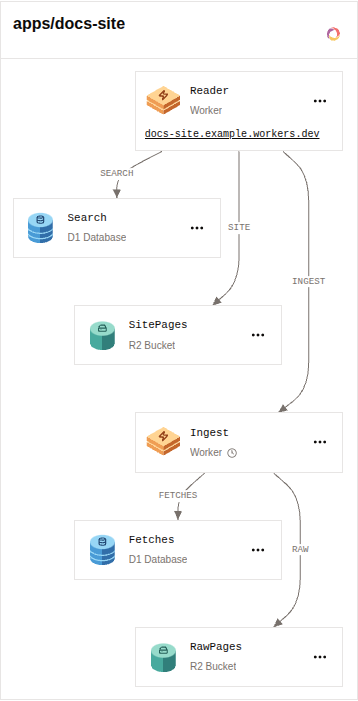 apps/docs-site
Reader
Worker
docs-site.example.workers.dev
SEARCH
Search
D1 Database
SITE
INGEST
SitePages
R2 Bucket
Ingest
Worker
FETCHES
Fetches
D1 Database
RAW
RawPages
R2 Bucket